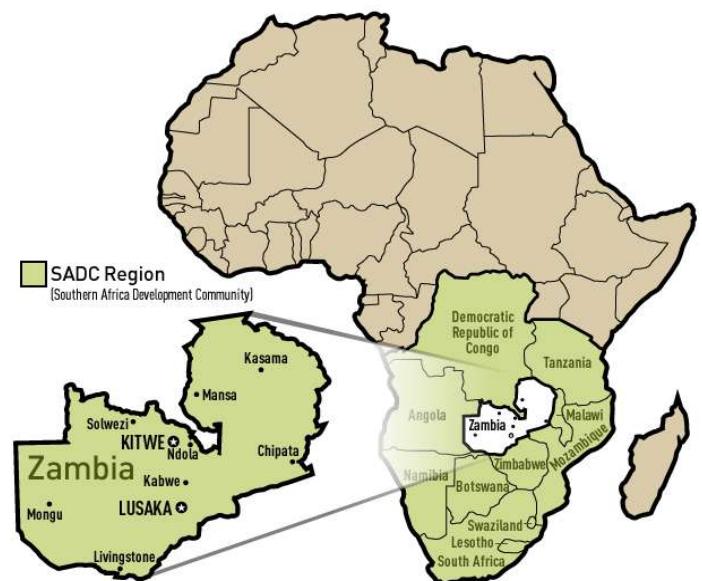 SADC Region
(Southern Africa Development Community)
Democratic
Republic of
Congo
Tanzania
Angola
Zambia
Malawi
Mozambique
Zimbabwe
Namibia
Botswana
Swaziland
Lesotho
South Africa
Kasama
Mansa
Solwezi
KITWE
Ndola
Chipata
Zambia
Kabwe
Mongu
LUSAKA
Livingstone